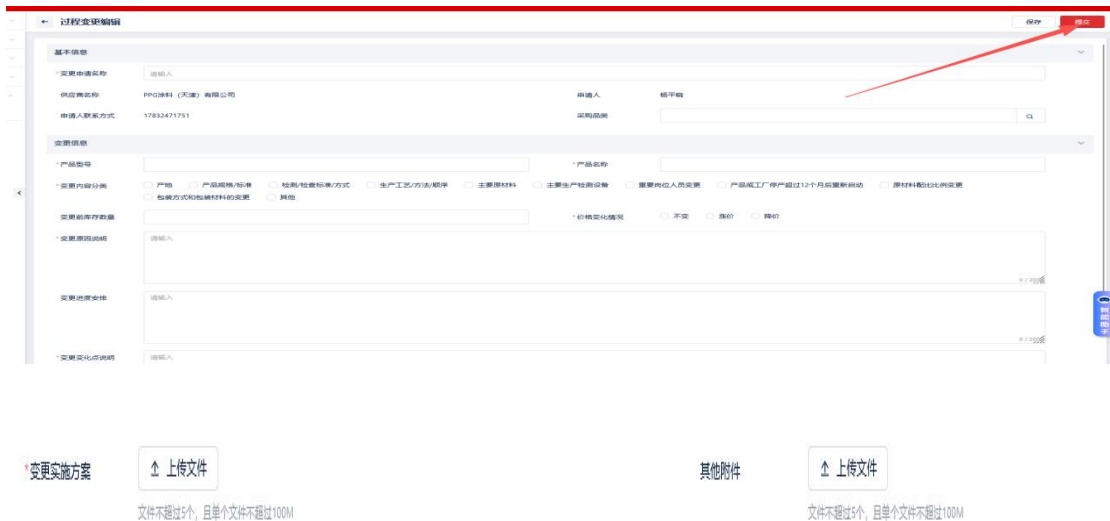 ← 过程变更编辑 保存 提交
基本信息
*变更申请名称 请输入
供应商名称 PPG涂料（天津）有限公司 申请人 杨平
申请人联系方式 17832471751 采购品类
变更信息
*产品型号 *产品名称
*变更内容分类 产地 产品规格/标准 检测/检查标准/方式 生产工艺/方法/顺序 主要原材料 主要生产检测设备 重要岗位人员变更 产品或工厂停产超过12个月后重新启动 原材料配比比例变更
包装方式和包装材料的变更 其他
变更前库存数量 *价格变化情况 不变 涨价 降价
*变更原因说明 请输入
0 / 2000
变更进度安排 请输入
0 / 2000
*变更变化点说明 请输入
*变更实施方案 上传文件 其他附件 上传文件
文件不超过5个，且单个文件不超过100M 文件不超过5个，且单个文件不超过100M